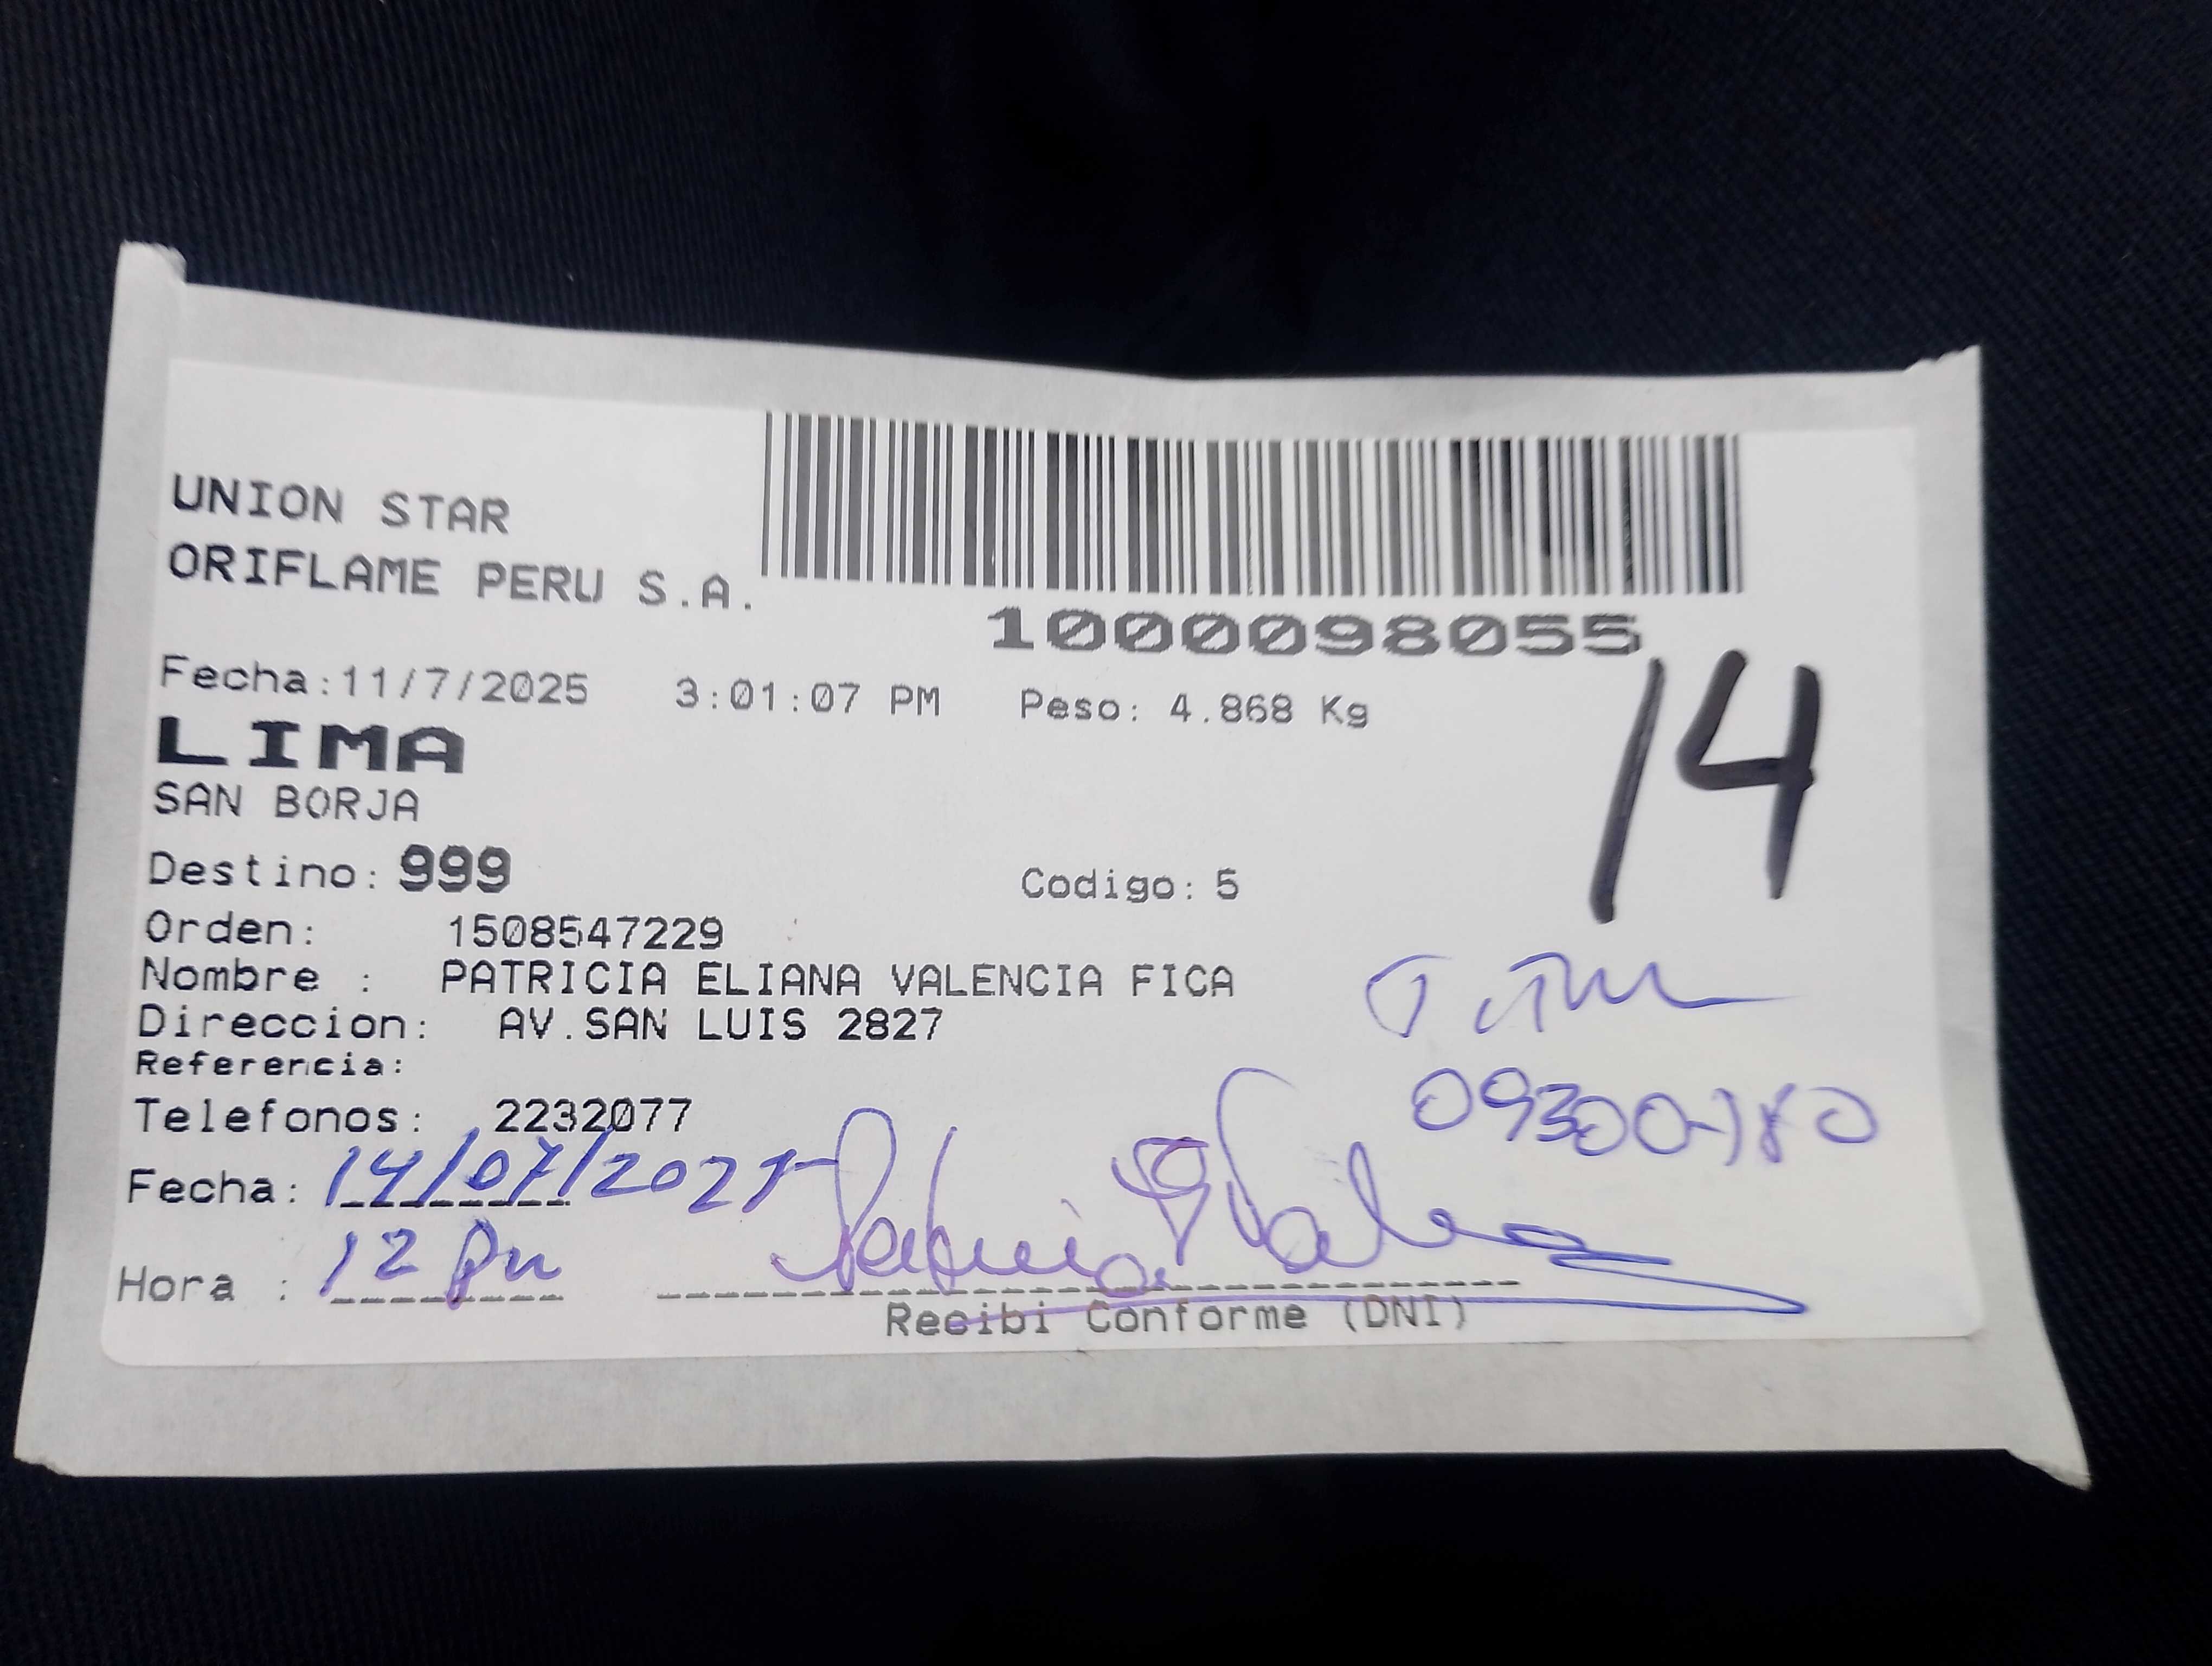 UNION STAR
ORIFLAME PERU S.A.
1000098055
Fecha:11/7/2025 3:01:07 PM Peso: 4.868 Kg
14
LIMA
SAN BORJA
Destino: 999 Codigo: 5
Orden: 1508547229
Nombre : PATRICIA ELIANA VALENCIA FICA
Direccion: AV.SAN LUIS 2827
Referencia:
Telefonos: 2232077
Fecha: 14/07/2025
Hora : 12 pm
Recibi Conforme (DNI)